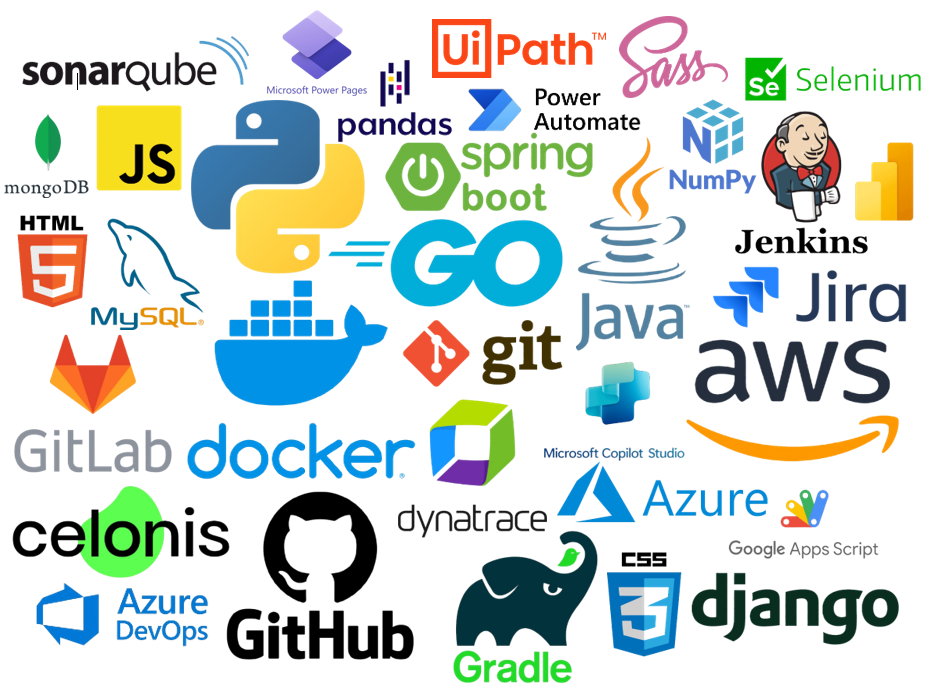 sonarqube
Microsoft Power Pages
UiPath™
Sass
Se Selenium
pandas
Power
Automate
mongoDB
JS
spring
boot
NumPy
HTML
5
Jenkins
GO
MySQL®
Java™
Jira
git
aws
GitLab
docker®
Microsoft Copilot Studio
Azure
celonis
dynatrace
Google Apps Script
Azure
DevOps
GitHub
CSS
3
django
Gradle